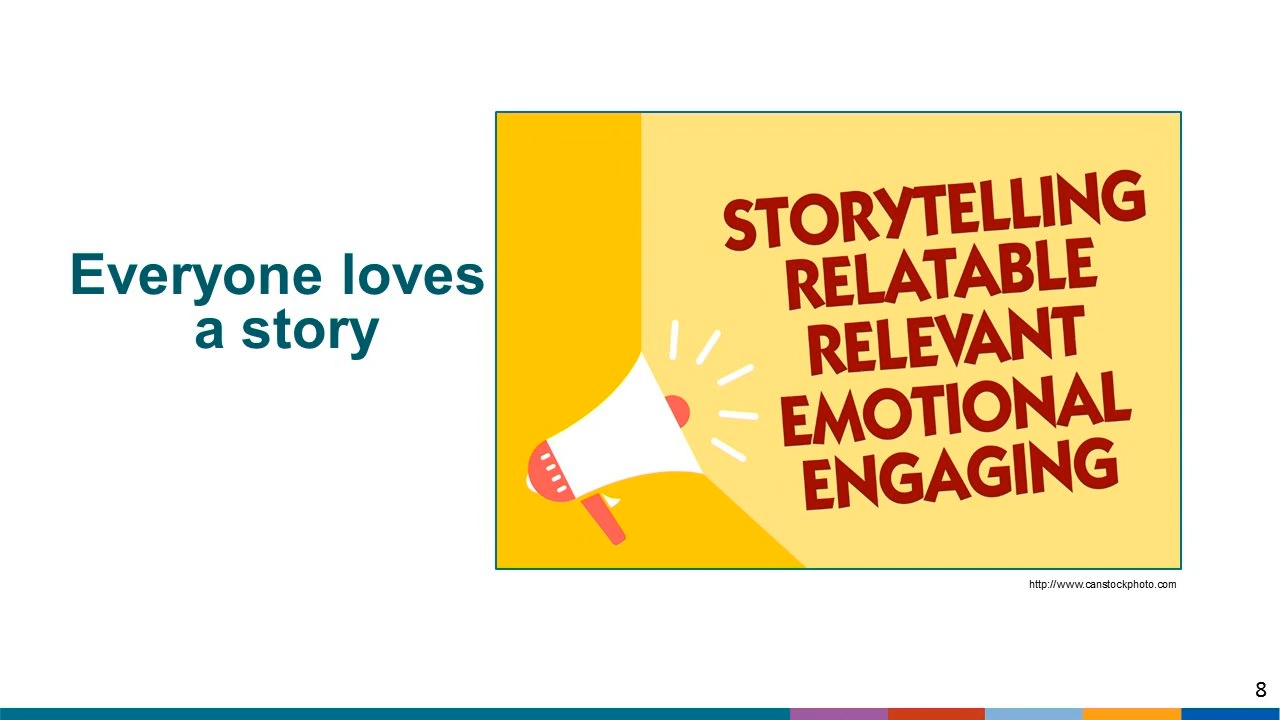 Everyone loves
a story
STORYTELLING
RELATABLE
RELEVANT
EMOTIONAL
ENGAGING
http://www.canstockphoto.com
8